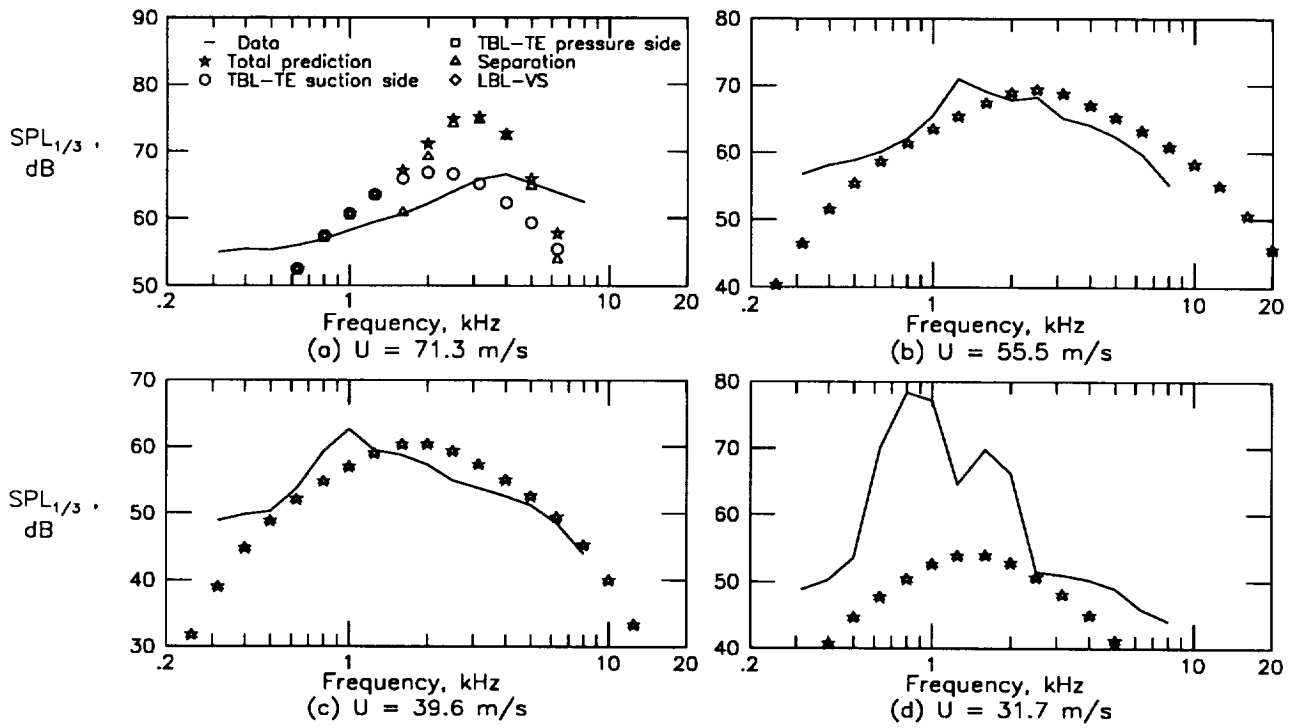 90
80
70
60
50
SPL1/3 ,
dB
— Data
☆ Total prediction
○ TBL-TE suction side
□ TBL-TE pressure side
△ Separation
◇ LBL-VS
.2
1
10
20
Frequency, kHz
(a) U = 71.3 m/s
80
70
60
50
40
.2
1
10
20
Frequency, kHz
(b) U = 55.5 m/s
70
60
50
40
30
SPL1/3 ,
dB
.2
1
10
20
Frequency, kHz
(c) U = 39.6 m/s
80
70
60
50
40
.2
1
10
20
Frequency, kHz
(d) U = 31.7 m/s